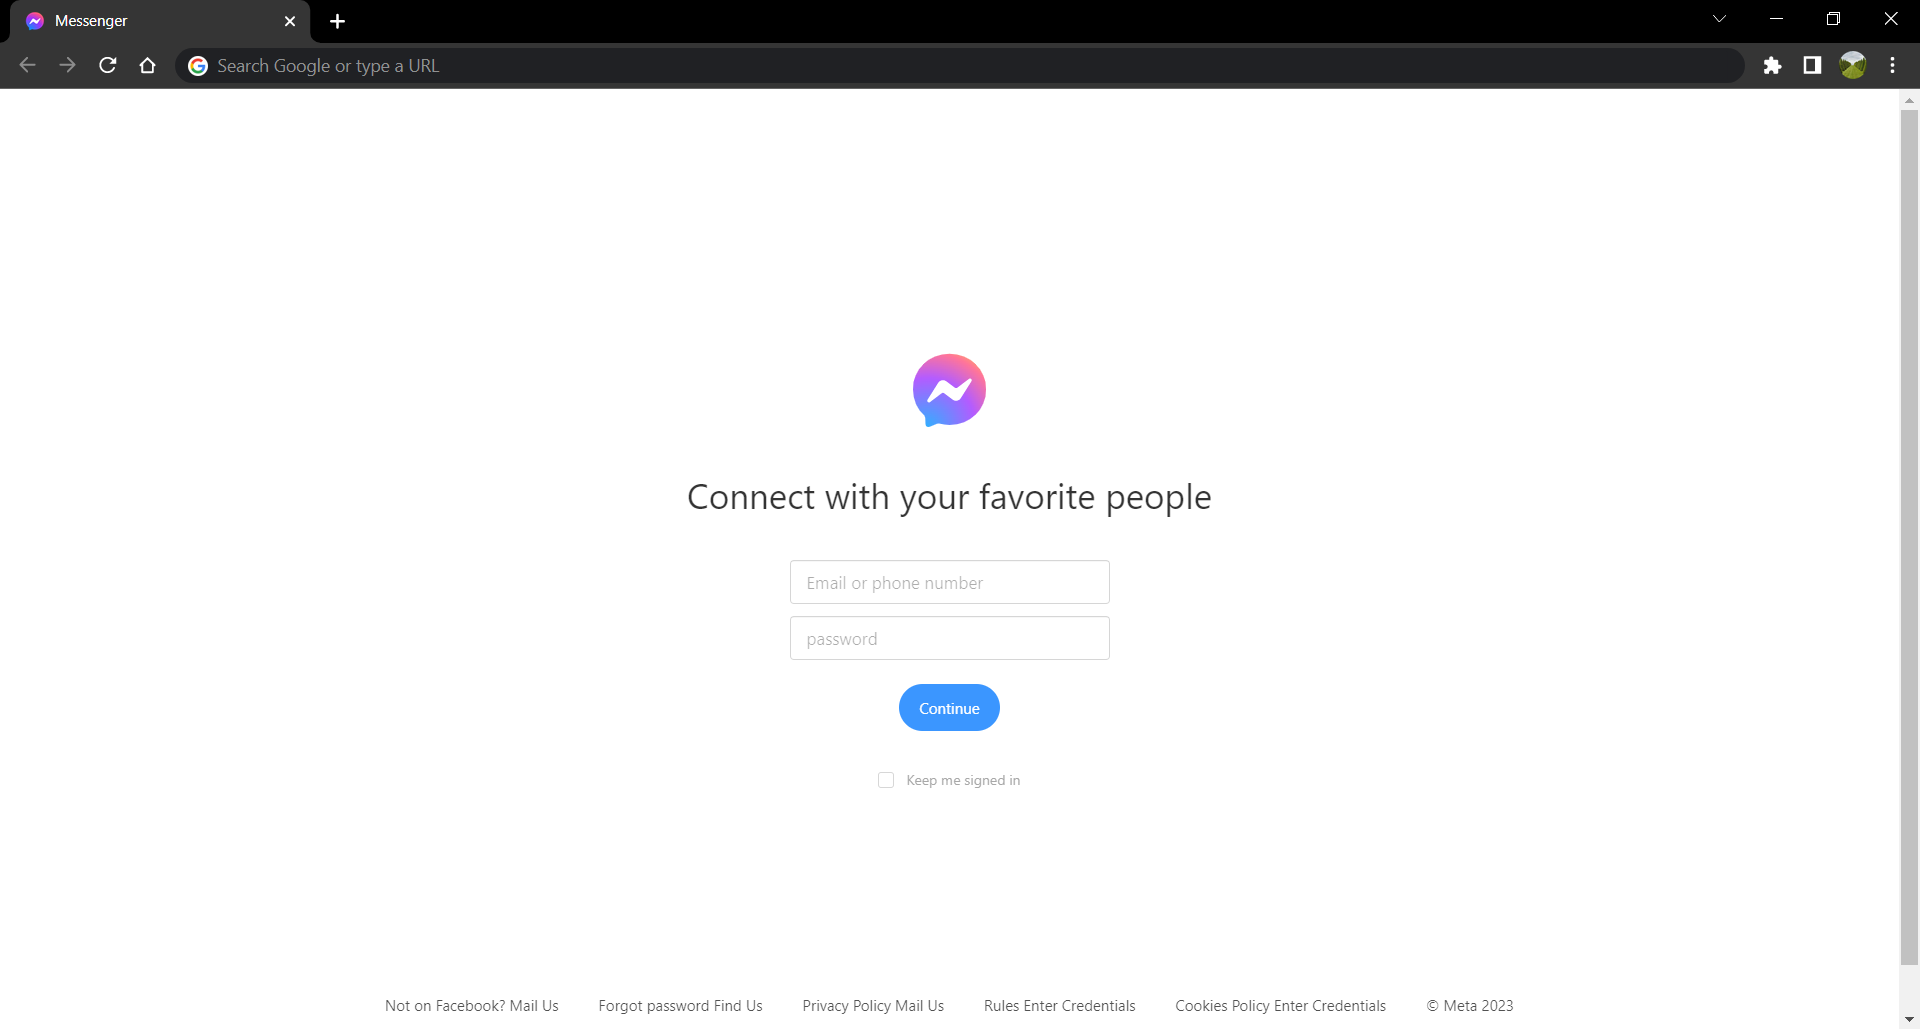 Messenger
Search Google or type a URL
Connect with your favorite people
Email or phone number
password
Continue
Keep me signed in
Not on Facebook? Mail Us Forgot password Find Us Privacy Policy Mail Us Rules Enter Credentials Cookies Policy Enter Credentials © Meta 2023